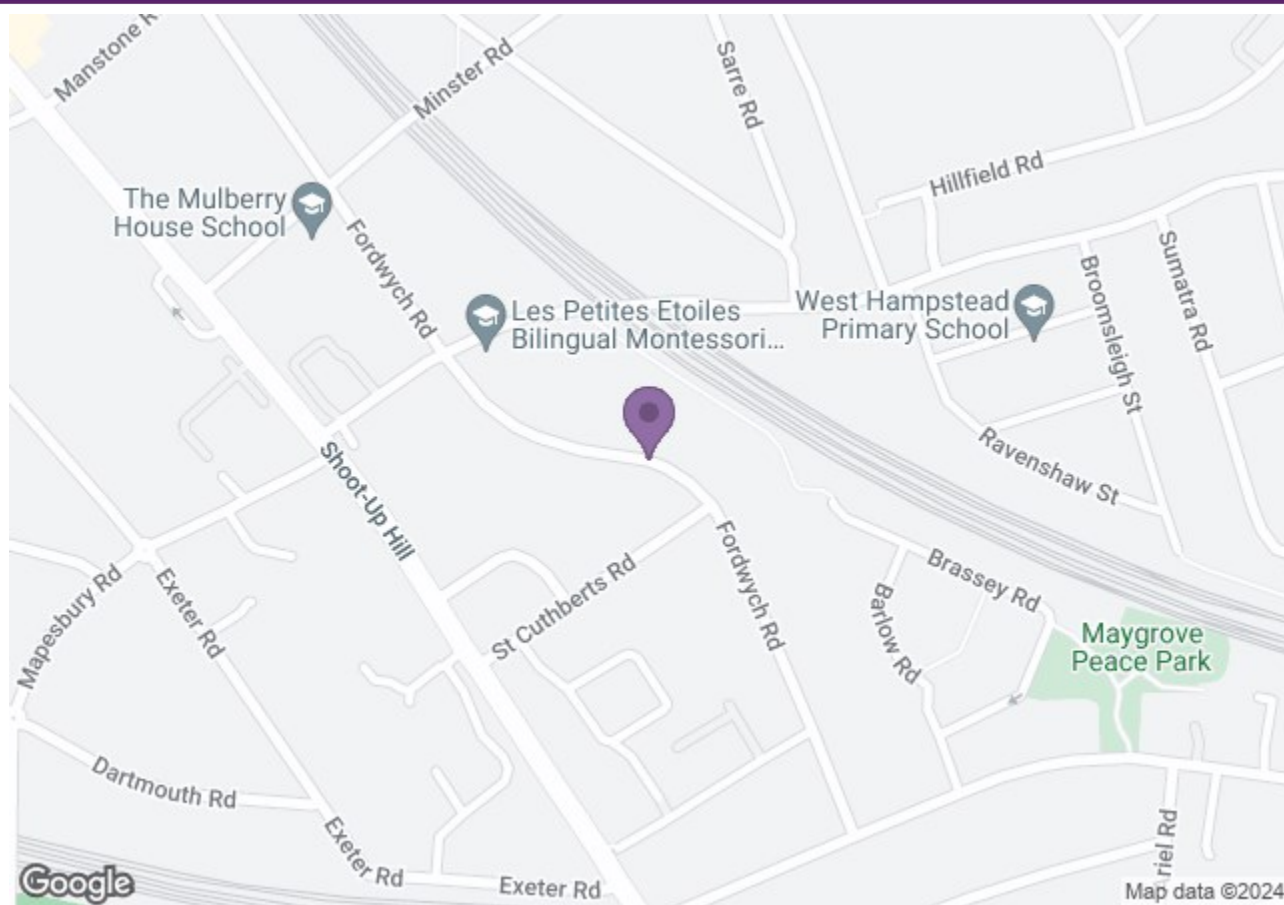 Manstone R
Minster Rd
Sarre Rd
Hillfield Rd
The Mulberry
House School
Fordwych Rd
Sumatra Rd
Broomsleigh St
Les Petites Etoiles
Bilingual Montessori...
West Hampstead
Primary School
Ravenshaw St
Shoot-Up Hill
Fordwych Rd
Brassey Rd
Mapesbury Rd
Exeter Rd
St Cuthberts Rd
Barlow Rd
Maygrove
Peace Park
Dartmouth Rd
Exeter Rd
Exeter Rd
riel Rd
Google
Map data ©2024